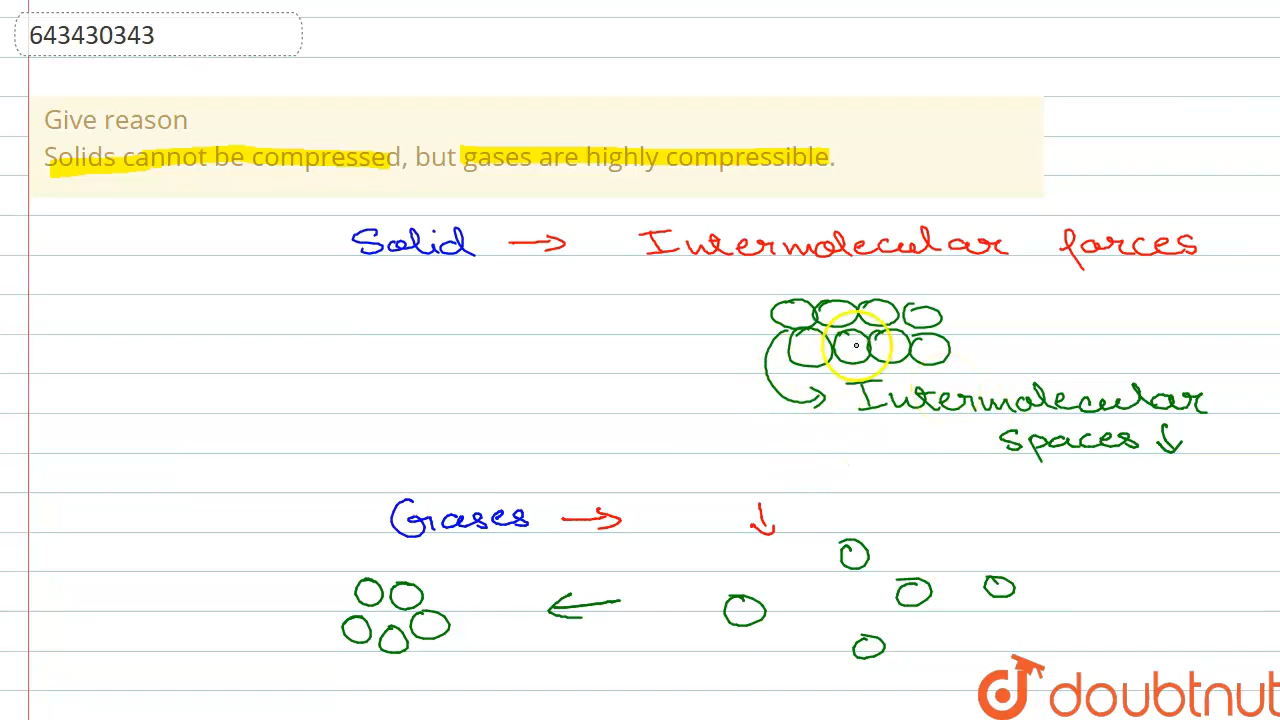 643430343
Give reason
Solids cannot be compressed, but gases are highly compressible.
Solid → Intermolecular forces
→ Intermolecular
spaces ↓
Gases → ↓
←
doubtnut